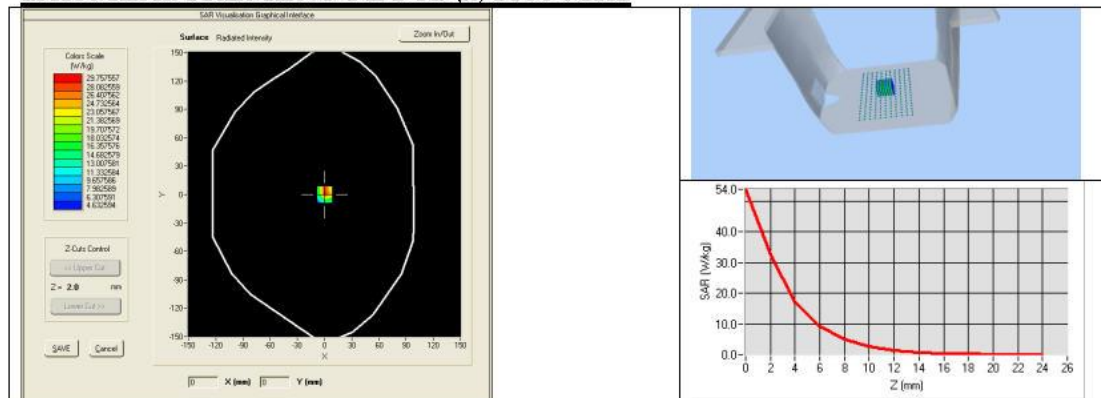 SAR Visualisation Graphical Interface
Surface Radiated Intensity
Zoom In/Out
Colors Scale
(W/kg)
29.757557
28.082559
26.407562
24.732564
23.057567
21.382569
19.707572
18.032574
16.357576
14.682579
13.007581
11.332584
9.657586
7.982589
6.307591
4.632594
Z-Cuts Control
<< Upper Cut
Z = 2.0 mm
Lower Cut >>
SAVE Cancel
150
120
90
60
30
0
-30
-60
-90
-120
-150
Y
-150 -120 -90 -60 -30 0 30 60 90 120 150
X
0 X (mm) 0 Y (mm)
54.0
40.0
30.0
20.0
10.0
0.0
SAR (W/kg)
0 2 4 6 8 10 12 14 16 18 20 22 24 26
Z (mm)